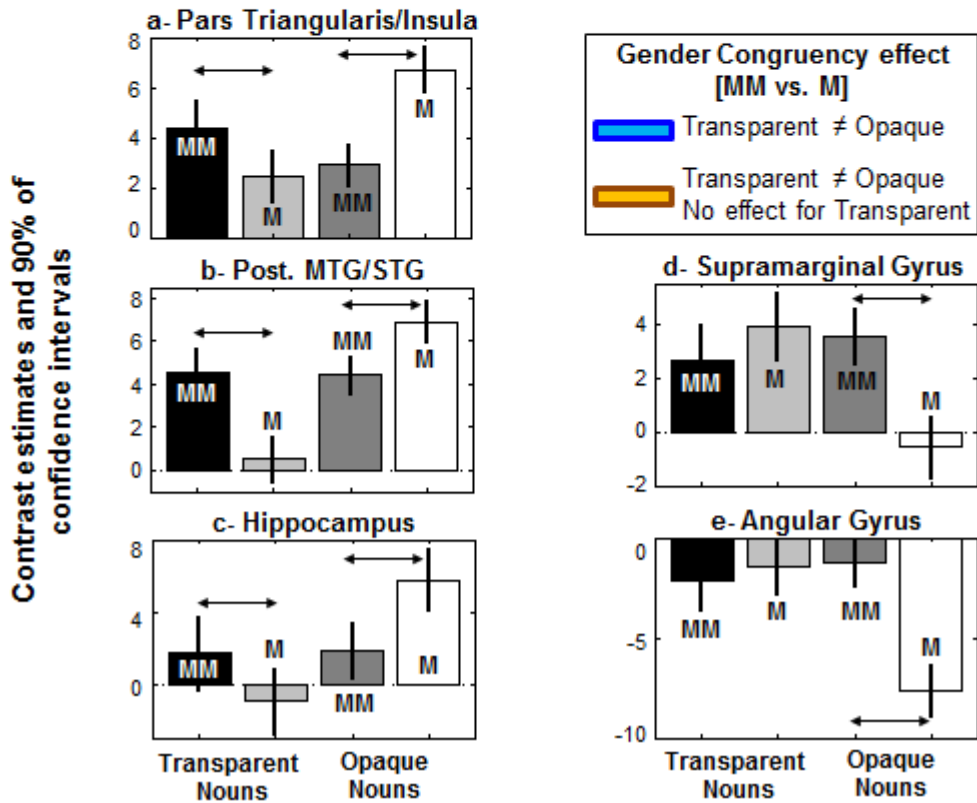 Contrast estimates and 90% of
confidence intervals
a- Pars Triangularis/Insula
8
6
4
2
0
MM
M
MM
M
b- Post. MTG/STG
8
6
4
2
0
MM
M
MM
M
c- Hippocampus
8
4
0
MM
M
MM
M
Transparent
Nouns
Opaque
Nouns
Gender Congruency effect
[MM vs. M]
Transparent ≠ Opaque
Transparent ≠ Opaque
No effect for Transparent
d- Supramarginal Gyrus
4
2
0
-2
MM
M
MM
M
e- Angular Gyrus
0
-5
-10
MM
M
MM
M
Transparent
Nouns
Opaque
Nouns